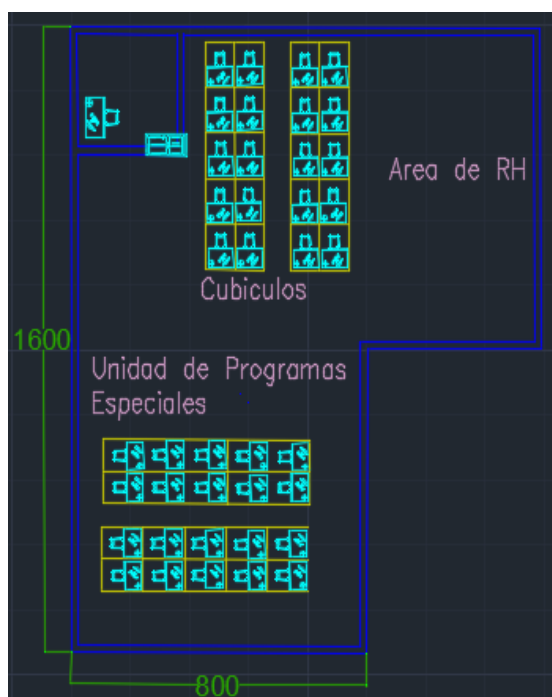 Area de RH
Cubiculos
1600
Unidad de Programas
Especiales
800